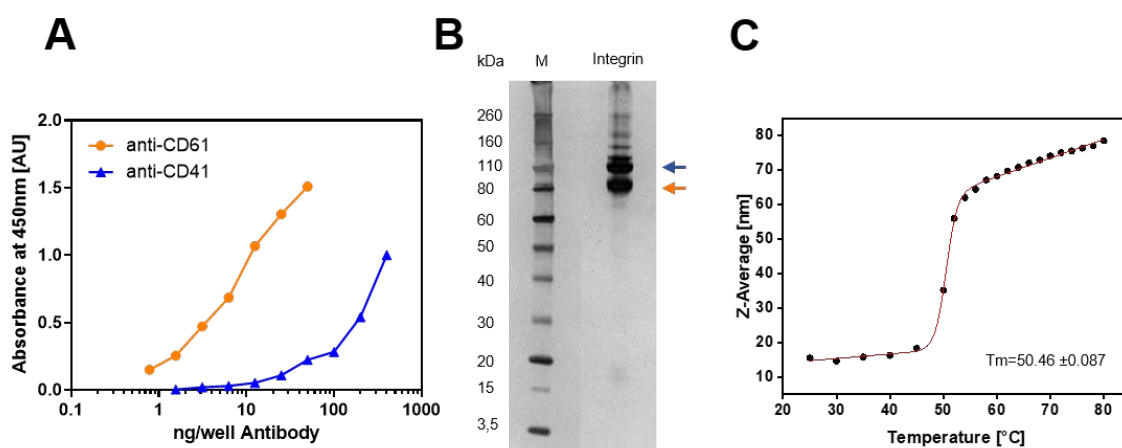 A
Absorbance at 450nm [AU]
2.0
1.5
1.0
0.5
0.0
anti-CD61
anti-CD41
0.1 1 10 100 1000
ng/well Antibody
B
kDa M Integrin
260
160
110
80
60
50
40
30
20
15
3,5
C
Z-Average [nm]
80
70
60
50
40
30
20
10
Tm=50.46 ±0.087
20 30 40 50 60 70 80
Temperature [°C]